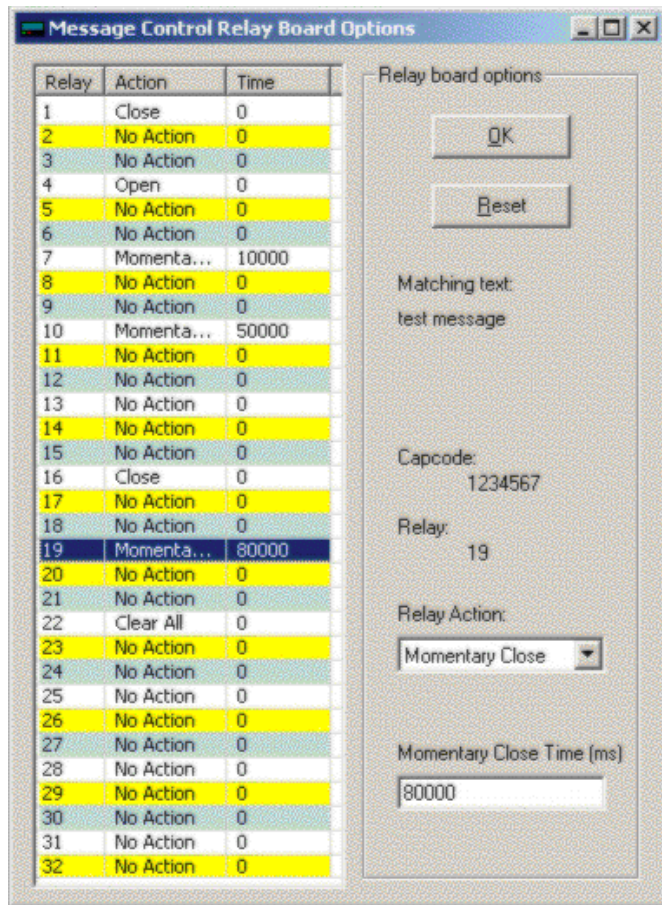 Message Control Relay Board Options
Relay Action Time
1 Close 0
2 No Action 0
3 No Action 0
4 Open 0
5 No Action 0
6 No Action 0
7 Momenta... 10000
8 No Action 0
9 No Action 0
10 Momenta... 50000
11 No Action 0
12 No Action 0
13 No Action 0
14 No Action 0
15 No Action 0
16 Close 0
17 No Action 0
18 No Action 0
19 Momenta... 80000
20 No Action 0
21 No Action 0
22 Clear All 0
23 No Action 0
24 No Action 0
25 No Action 0
26 No Action 0
27 No Action 0
28 No Action 0
29 No Action 0
30 No Action 0
31 No Action 0
32 No Action 0
Relay board options
OK
Reset
Matching text:
test message
Capcode:
1234567
Relay:
19
Relay Action:
Momentary Close
Momentary Close Time (ms)
80000